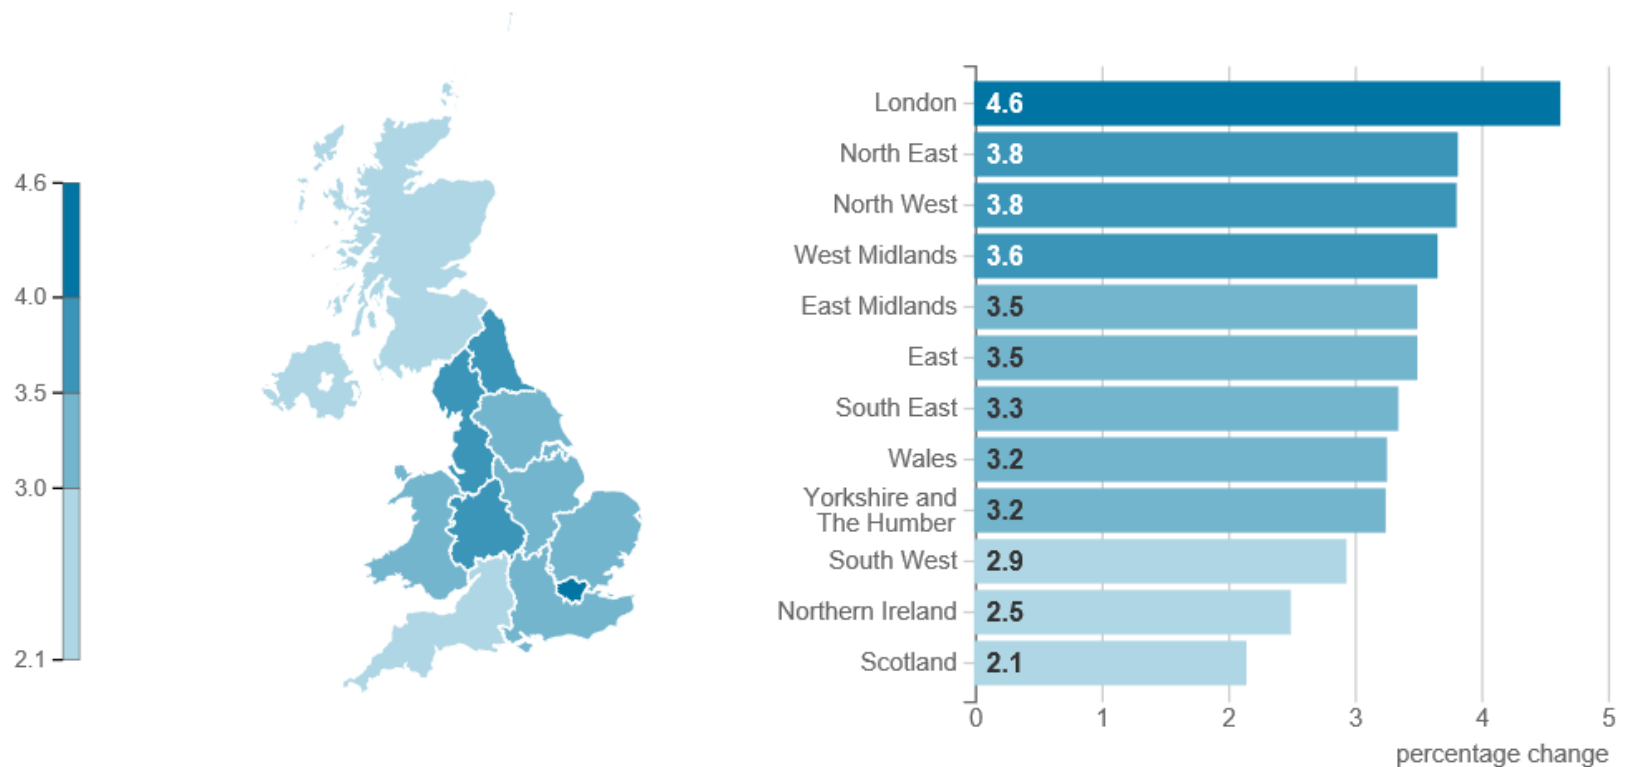 4.6
4.0
3.5
3.0
2.1
London 4.6
North East 3.8
North West 3.8
West Midlands 3.6
East Midlands 3.5
East 3.5
South East 3.3
Wales 3.2
Yorkshire and
The Humber 3.2
South West 2.9
Northern Ireland 2.5
Scotland 2.1
0 1 2 3 4 5
percentage change